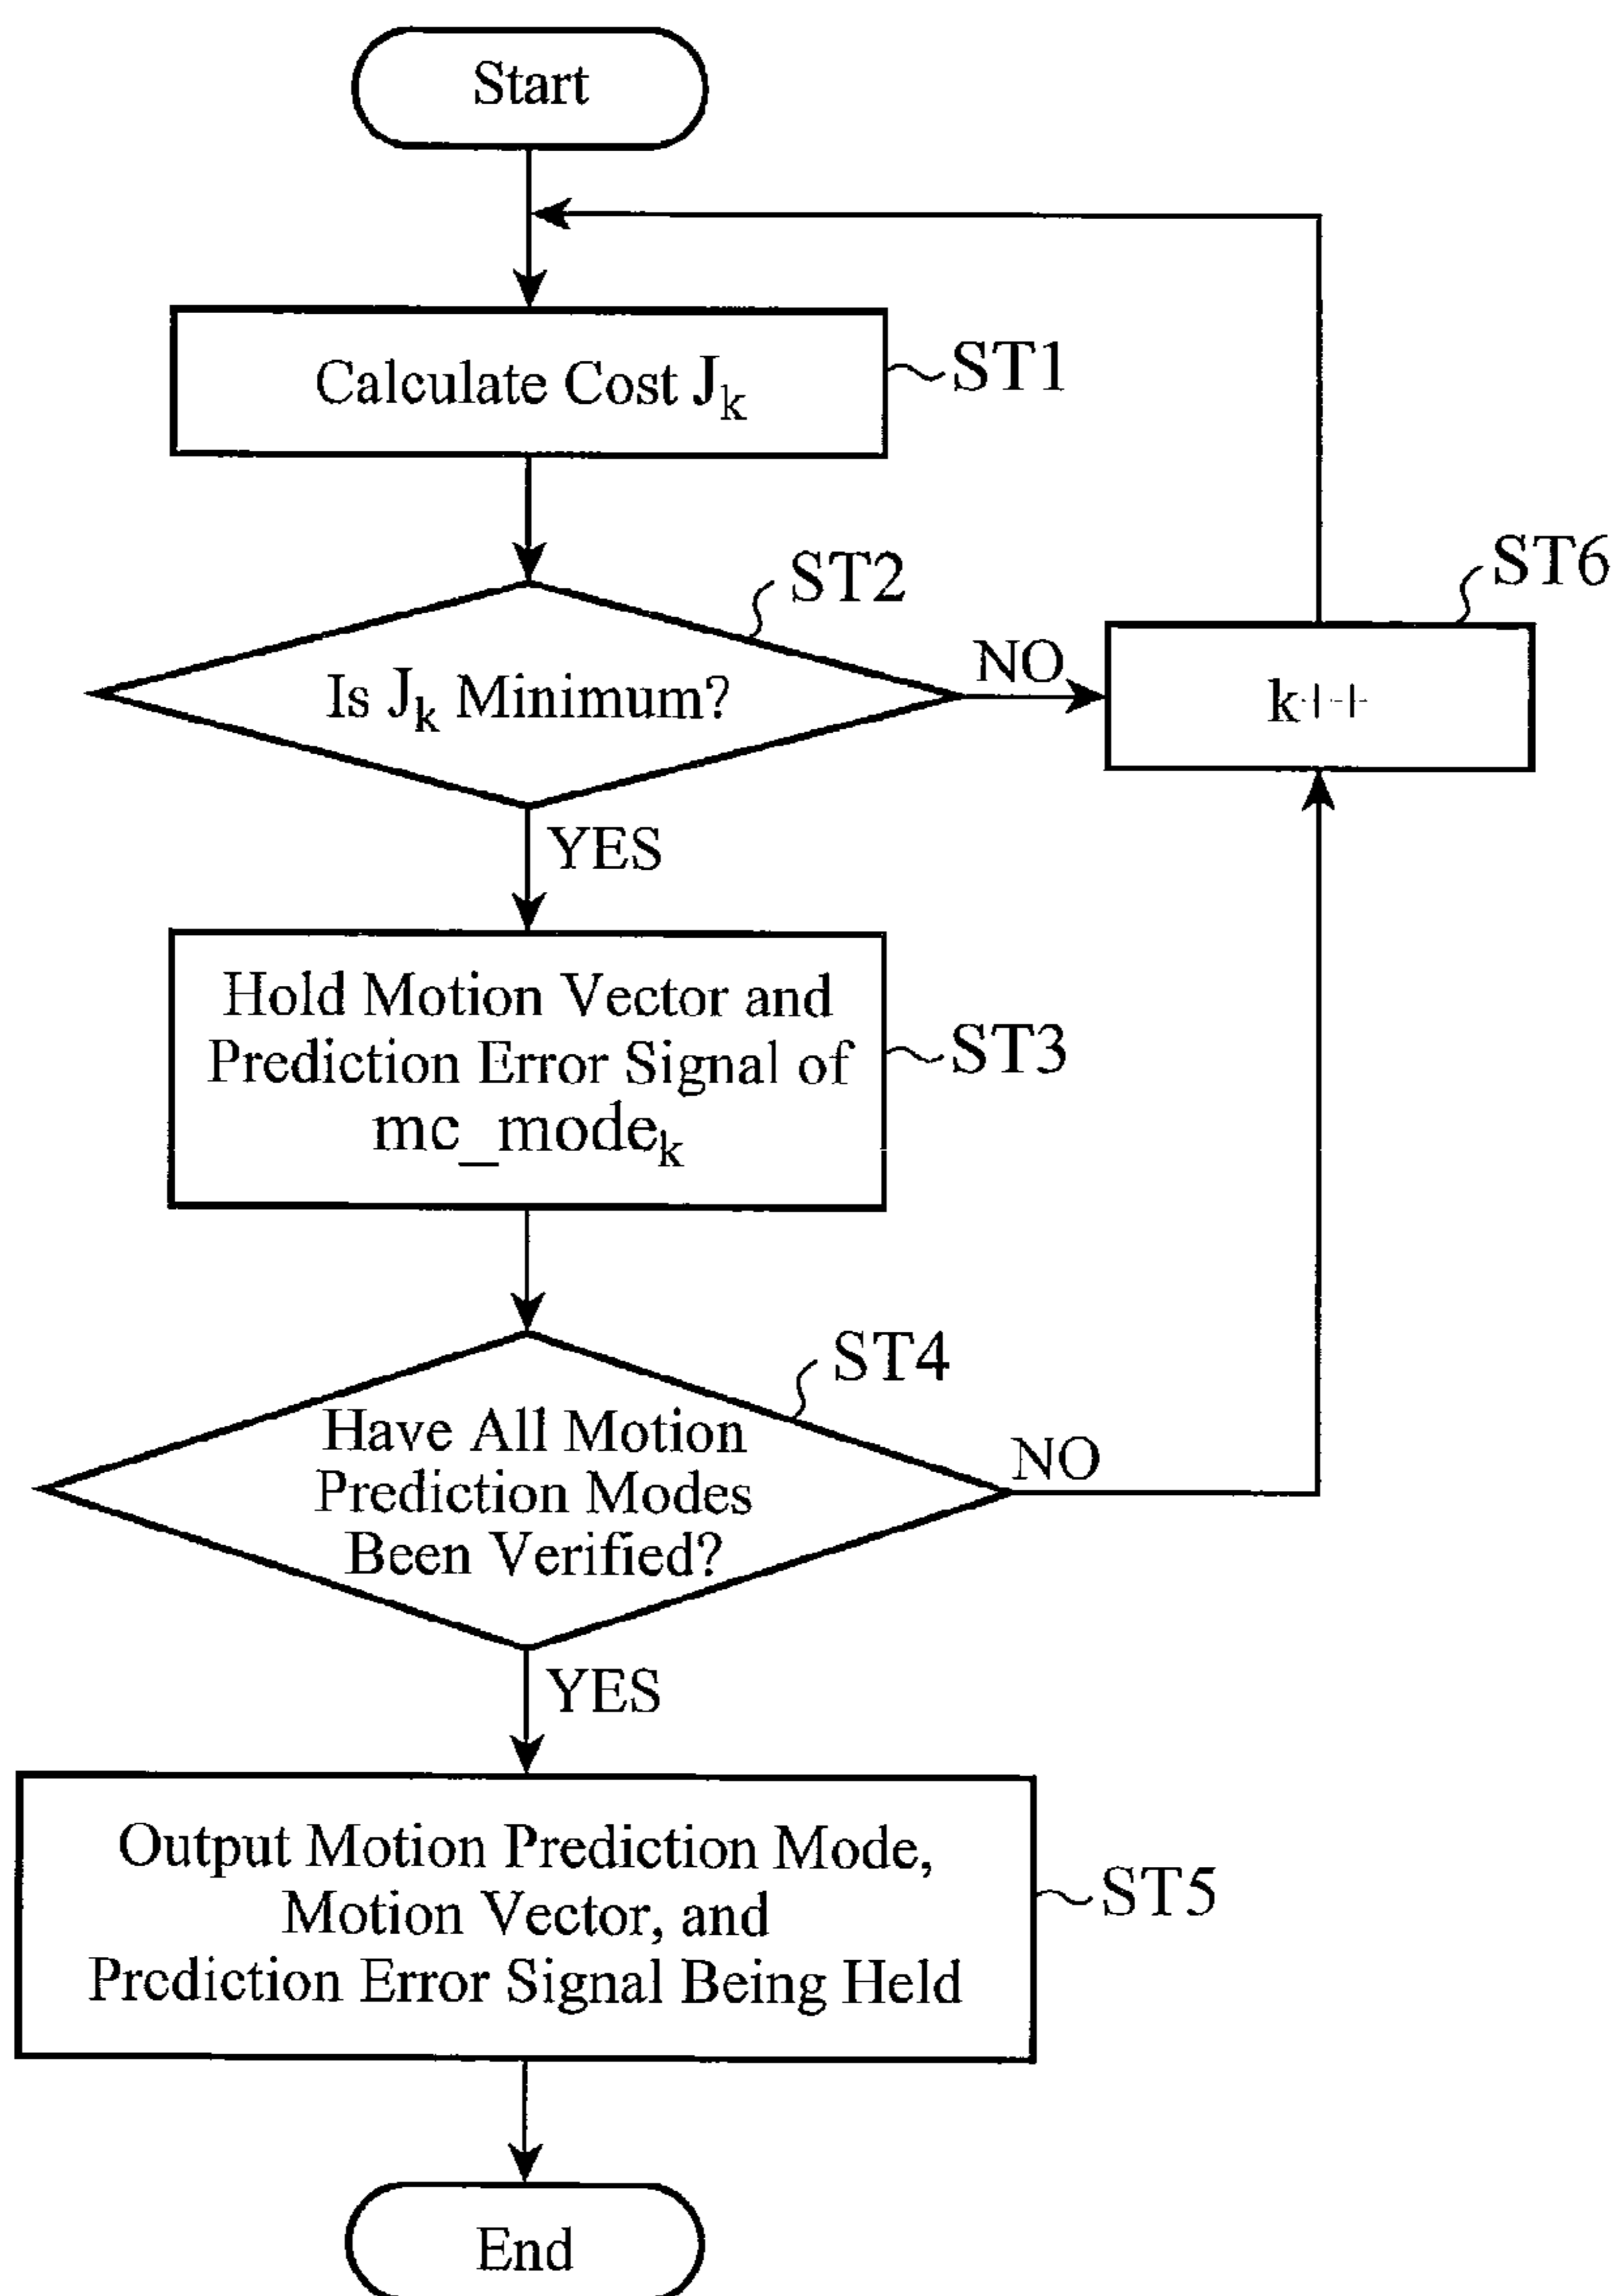 Start
Calculate Cost Jk
ST1
ST2
Is Jk Minimum?
NO
ST6
k++
YES
Hold Motion Vector and
Prediction Error Signal of
mc_modek
ST3
ST4
Have All Motion
Prediction Modes
Been Verified?
NO
YES
Output Motion Prediction Mode,
Motion Vector, and
Prediction Error Signal Being Held
ST5
End